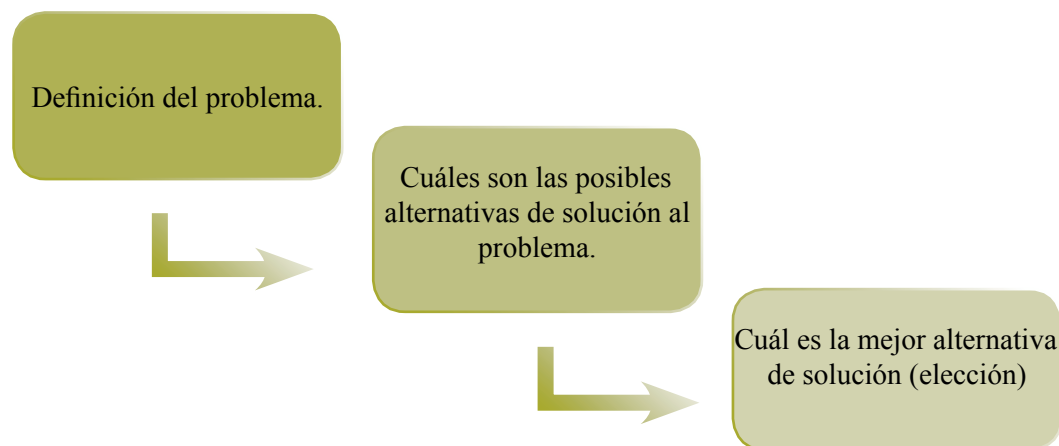 Definición del problema.
Cuáles son las posibles
alternativas de solución al
problema.
Cuál es la mejor alternativa
de solución (elección)